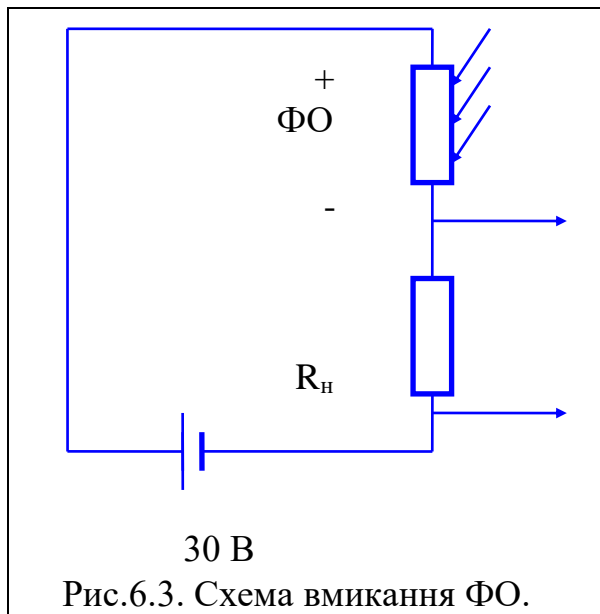 +
ФО
-
Rн
30 В
Рис.6.3. Схема вмикання ФО.